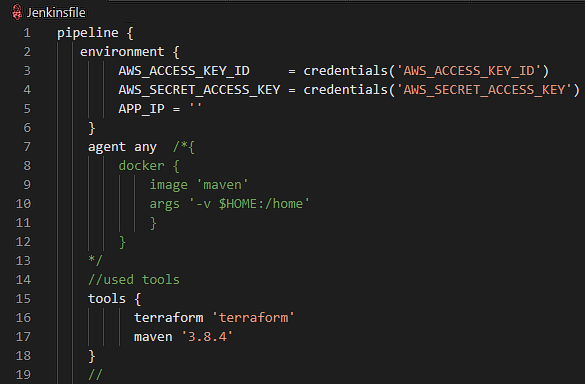 Jenkinsfile
1 pipeline {
2 environment {
3 AWS_ACCESS_KEY_ID     = credentials('AWS_ACCESS_KEY_ID')
4 AWS_SECRET_ACCESS_KEY = credentials('AWS_SECRET_ACCESS_KEY')
5 APP_IP = ''
6 }
7 agent any  /*{
8 docker {
9 image 'maven'
10 args '-v $HOME:/home'
11 }
12 }
13 */
14 //used tools
15 tools {
16 terraform 'terraform'
17 maven '3.8.4'
18 }
19 //